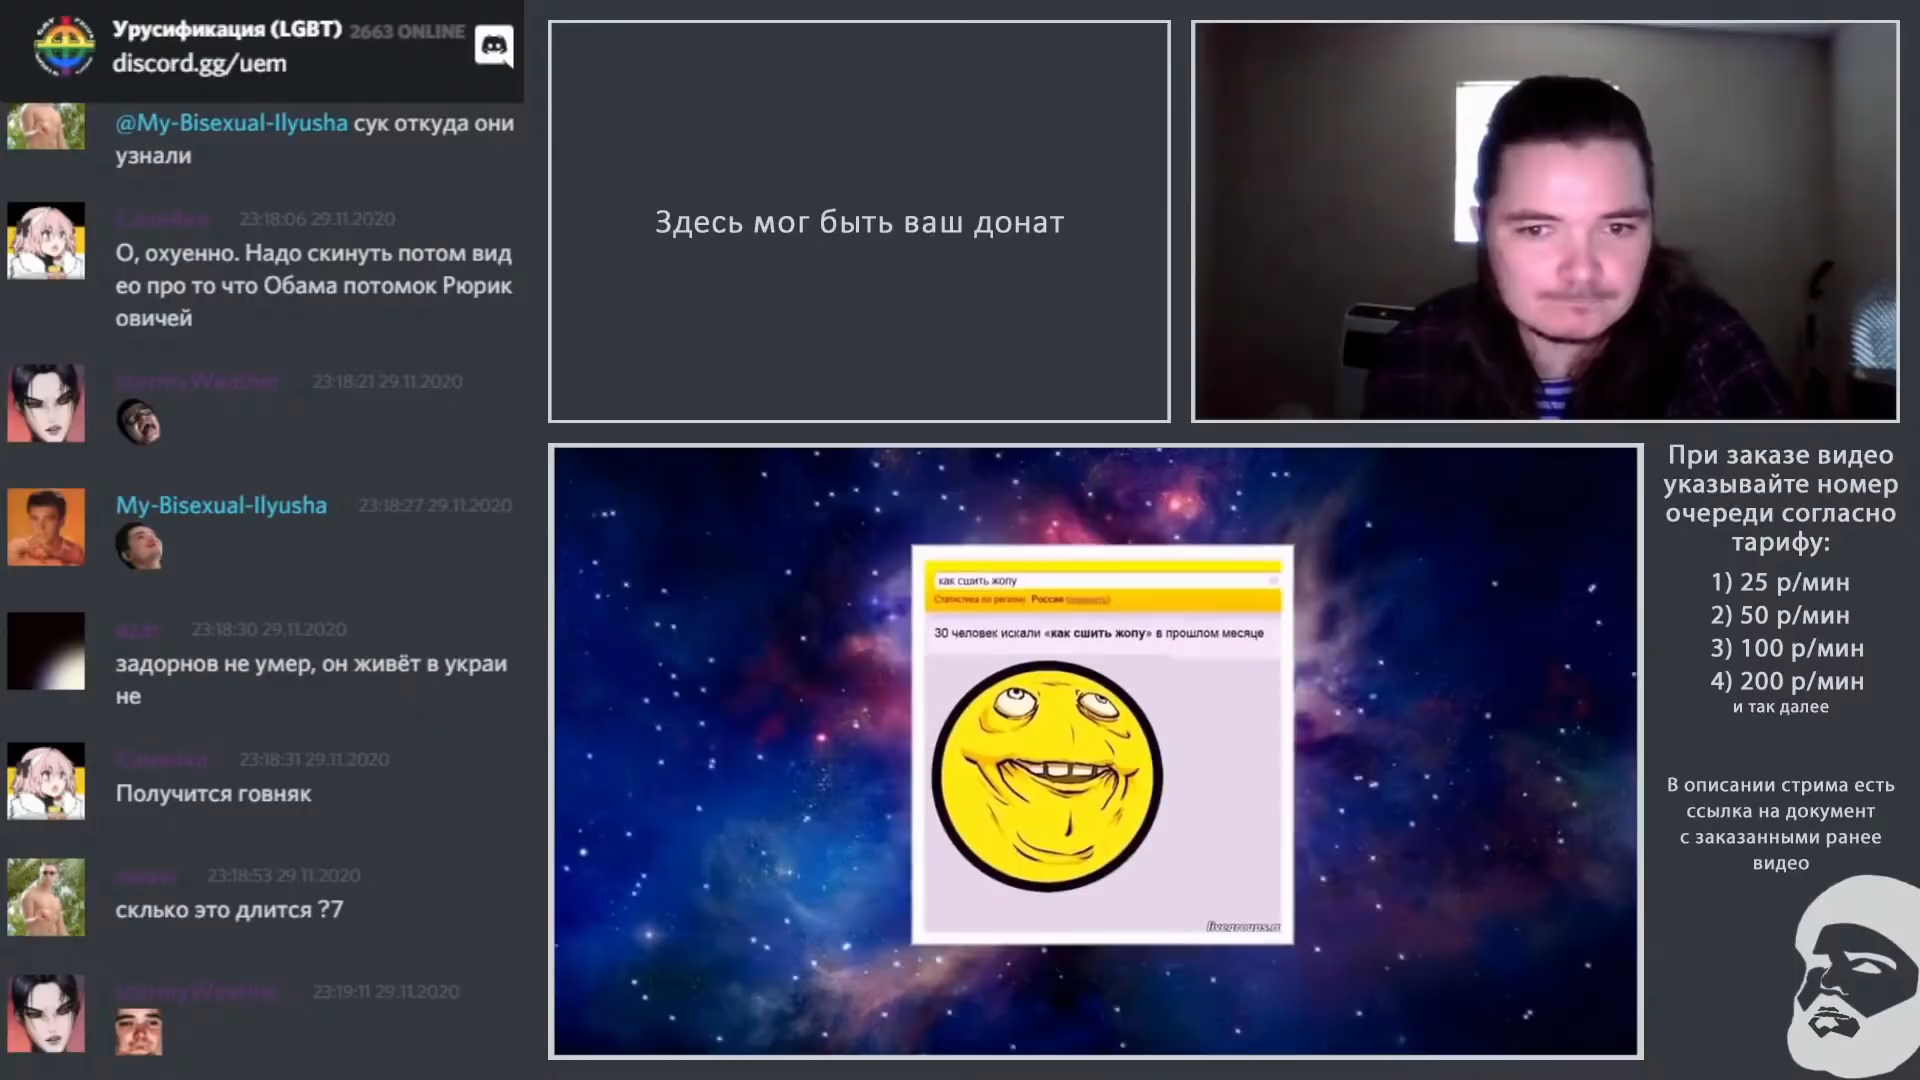 Урусификация (LGBT) 2663 ONLINE
discord.gg/uem
@My-Bisexual-Ilyusha сук откуда они
узнали
23:18:06 29.11.2020
О, охуенно. Надо скинуть потом вид
ео про то что Обама потомок Рюрик
овичей
stormyWeather 23:18:21 29.11.2020
My-Bisexual-Ilyusha 23:18:27 29.11.2020
23:18:30 29.11.2020
задорнов не умер, он живёт в украи
не
23:18:31 29.11.2020
Получится говняк
23:18:53 29.11.2020
склько это длится ?7
stormyWeather 23:19:11 29.11.2020
Здесь мог быть ваш донат
как сшить жопу
Статистика по региону Россия
30 человек искали «как сшить жопу» в прошлом месяце
livegroups.ru
При заказе видео
указывайте номер
очереди согласно
тарифу:
1) 25 р/мин
2) 50 р/мин
3) 100 р/мин
4) 200 р/мин
и так далее
В описании стрима есть
ссылка на документ
с заказанными ранее
видео